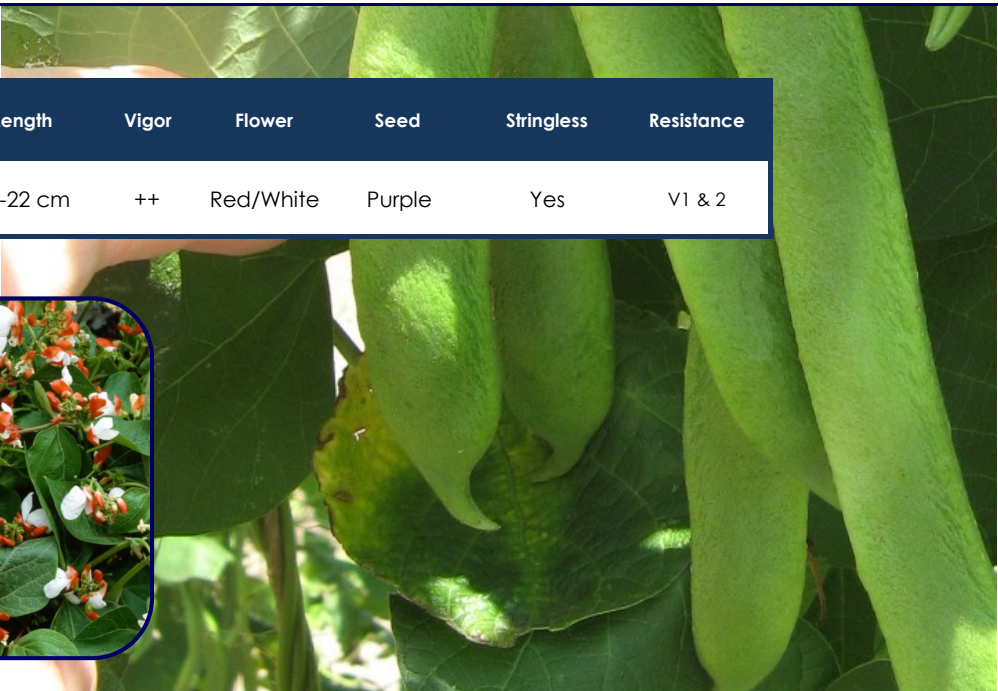 ength Vigor Flower Seed Stringless Resistance
-22 cm ++ Red/White Purple Yes V1 & 2